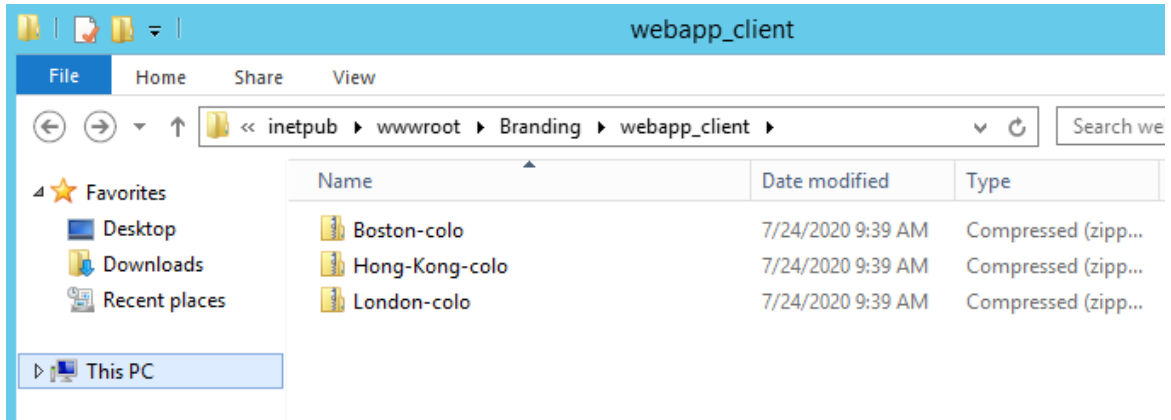 webapp_client
File Home Share View
« inetpub wwwroot Branding webapp_client Search we
Name Date modified Type
Favorites
Desktop
Downloads
Recent places
This PC
Boston-colo 7/24/2020 9:39 AM Compressed (zipp...
Hong-Kong-colo 7/24/2020 9:39 AM Compressed (zipp...
London-colo 7/24/2020 9:39 AM Compressed (zipp...